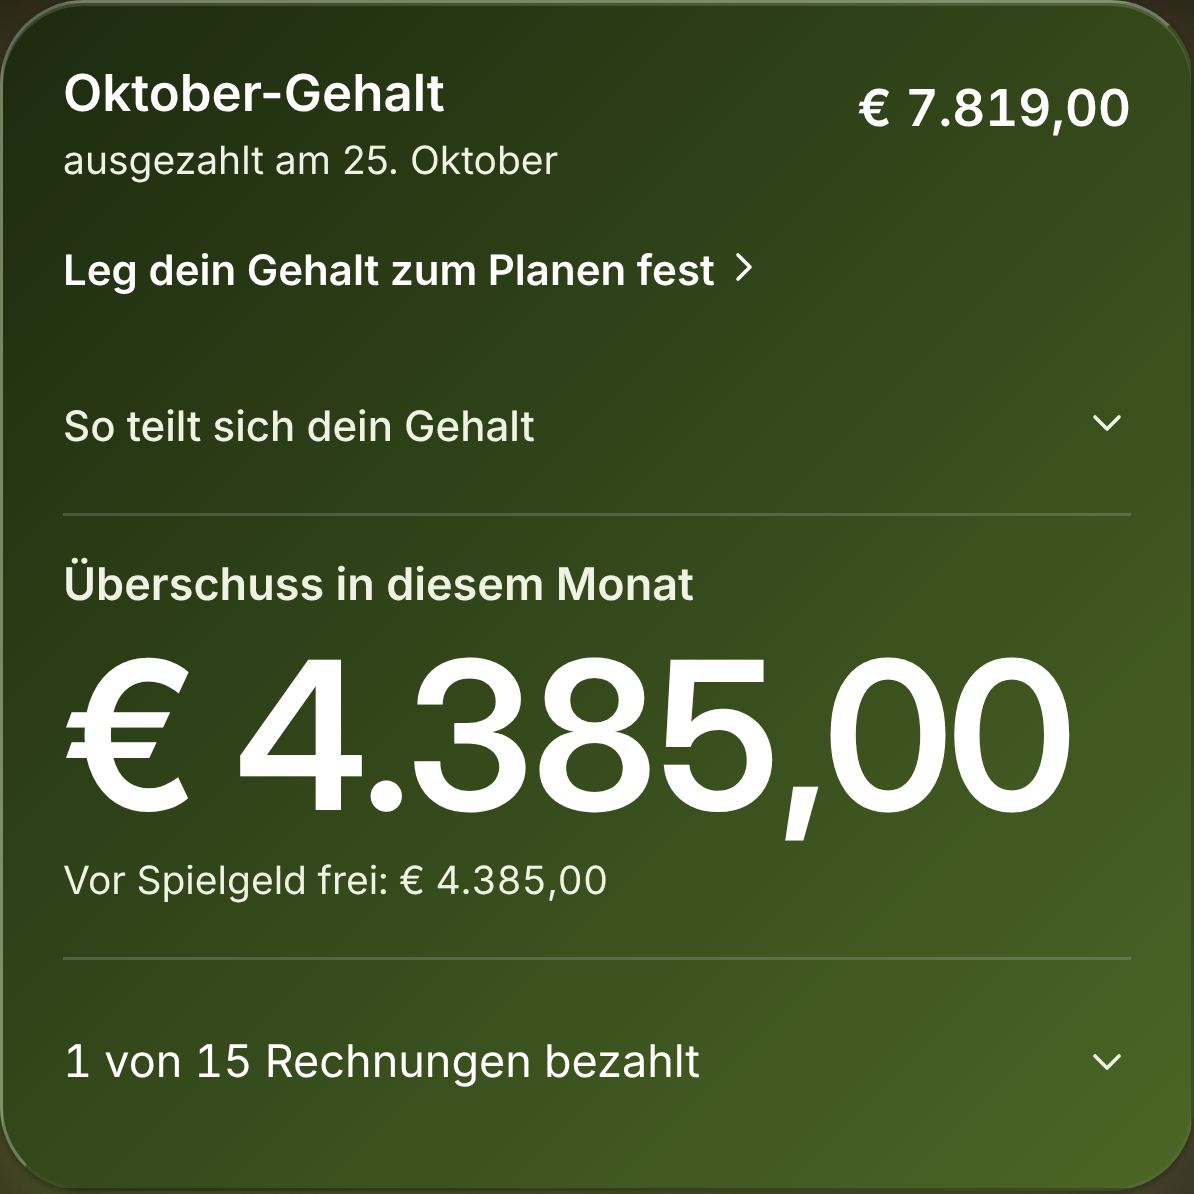 Oktober-Gehalt
€ 7.819,00
ausgezahlt am 25. Oktober
Leg dein Gehalt zum Planen fest
So teilt sich dein Gehalt
Überschuss in diesem Monat
€ 4.385,00
Vor Spielgeld frei: € 4.385,00
1 von 15 Rechnungen bezahlt